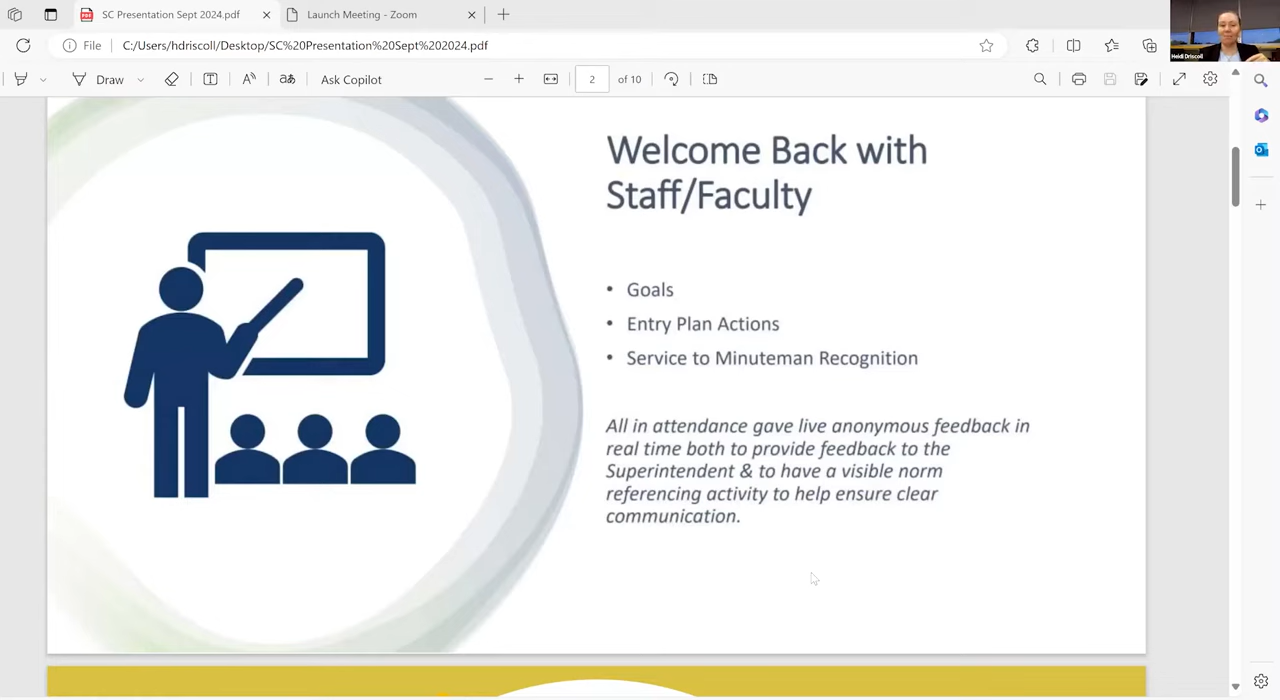 SC Presentation Sept 2024.pdf
Launch Meeting - Zoom
File
C:/Users/hdriscoll/Desktop/SC%20Presentation%20Sept%202024.pdf
Heidi Driscoll
Draw
Ask Copilot
2 of 10
Welcome Back with
Staff/Faculty
• Goals
• Entry Plan Actions
• Service to Minuteman Recognition
All in attendance gave live anonymous feedback in
real time both to provide feedback to the
Superintendent & to have a visible norm
referencing activity to help ensure clear
communication.